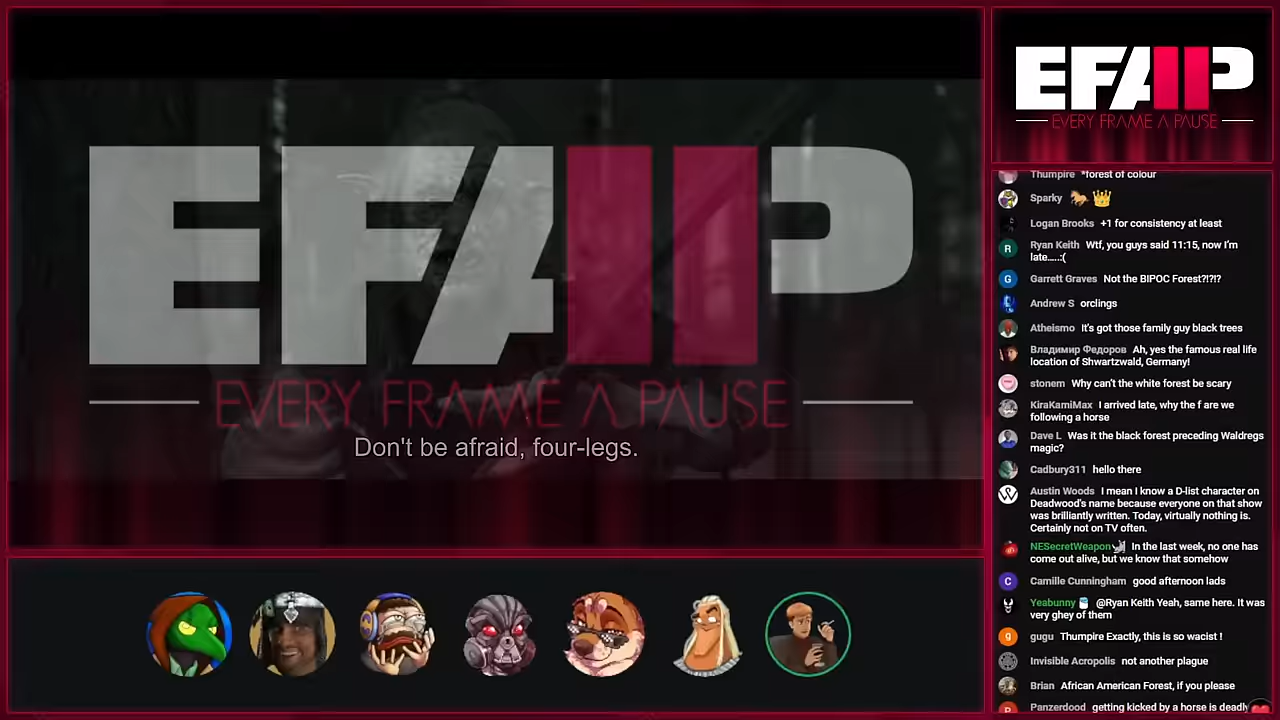 EFAP
EVERY FRAME A PAUSE
Don't be afraid, four-legs.
EFAP
EVERY FRAME A PAUSE
Thumpire *forest of colour
Sparky 🐎👑
Logan Brooks +1 for consistency at least
R
Ryan Keith Wtf, you guys said 11:15, now I'm
late.....:(
G
Garrett Graves Not the BIPOC Forest?!?!?
Andrew S orclings
Atheismo It's got those family guy black trees
Владимир Федоров Ah, yes the famous real life
location of Shwartzwald, Germany!
stonem Why can't the white forest be scary
KiraKamiMax I arrived late, why the f are we
following a horse
Dave L Was it the black forest preceding Waldregs
magic?
Cadbury311 hello there
Austin Woods I mean I know a D-list character on
Deadwood's name because everyone on that show
was brilliantly written. Today, virtually nothing is.
Certainly not on TV often.
NESecretWeapon In the last week, no one has
come out alive, but we know that somehow
C
Camille Cunningham good afternoon lads
Yeabunny @Ryan Keith Yeah, same here. It was
very ghey of them
g
gugu Thumpire Exactly, this is so wacist !
Invisible Acropolis not another plague
Brian African American Forest, if you please
Panzerdood getting kicked by a horse is deadly